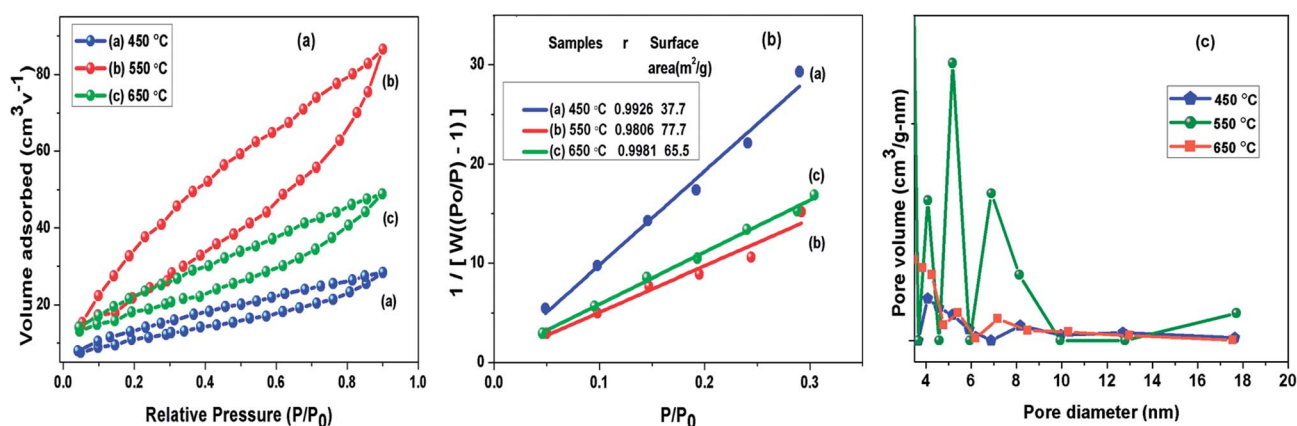 (a)
(a) 450 °C
(b) 550 °C
(c) 650 °C
(b)
(c)
(a)
80
60
40
20
0.0 0.2 0.4 0.6 0.8 1.0
Volume adsorbed (cm³v⁻¹)
Relative Pressure (P/P₀)
(b)
Samples r Surface
area(m²/g)
(a) 450 °C 0.9926 37.7
(b) 550 °C 0.9806 77.7
(c) 650 °C 0.9981 65.5
(a)
(c)
(b)
30
20
10
0
0.0 0.1 0.2 0.3
1 / [ W((Po/P) - 1) ]
P/P₀
(c)
450 °C
550 °C
650 °C
4 6 8 10 12 14 16 18 20
Pore volume (cm³/g-nm)
Pore diameter (nm)